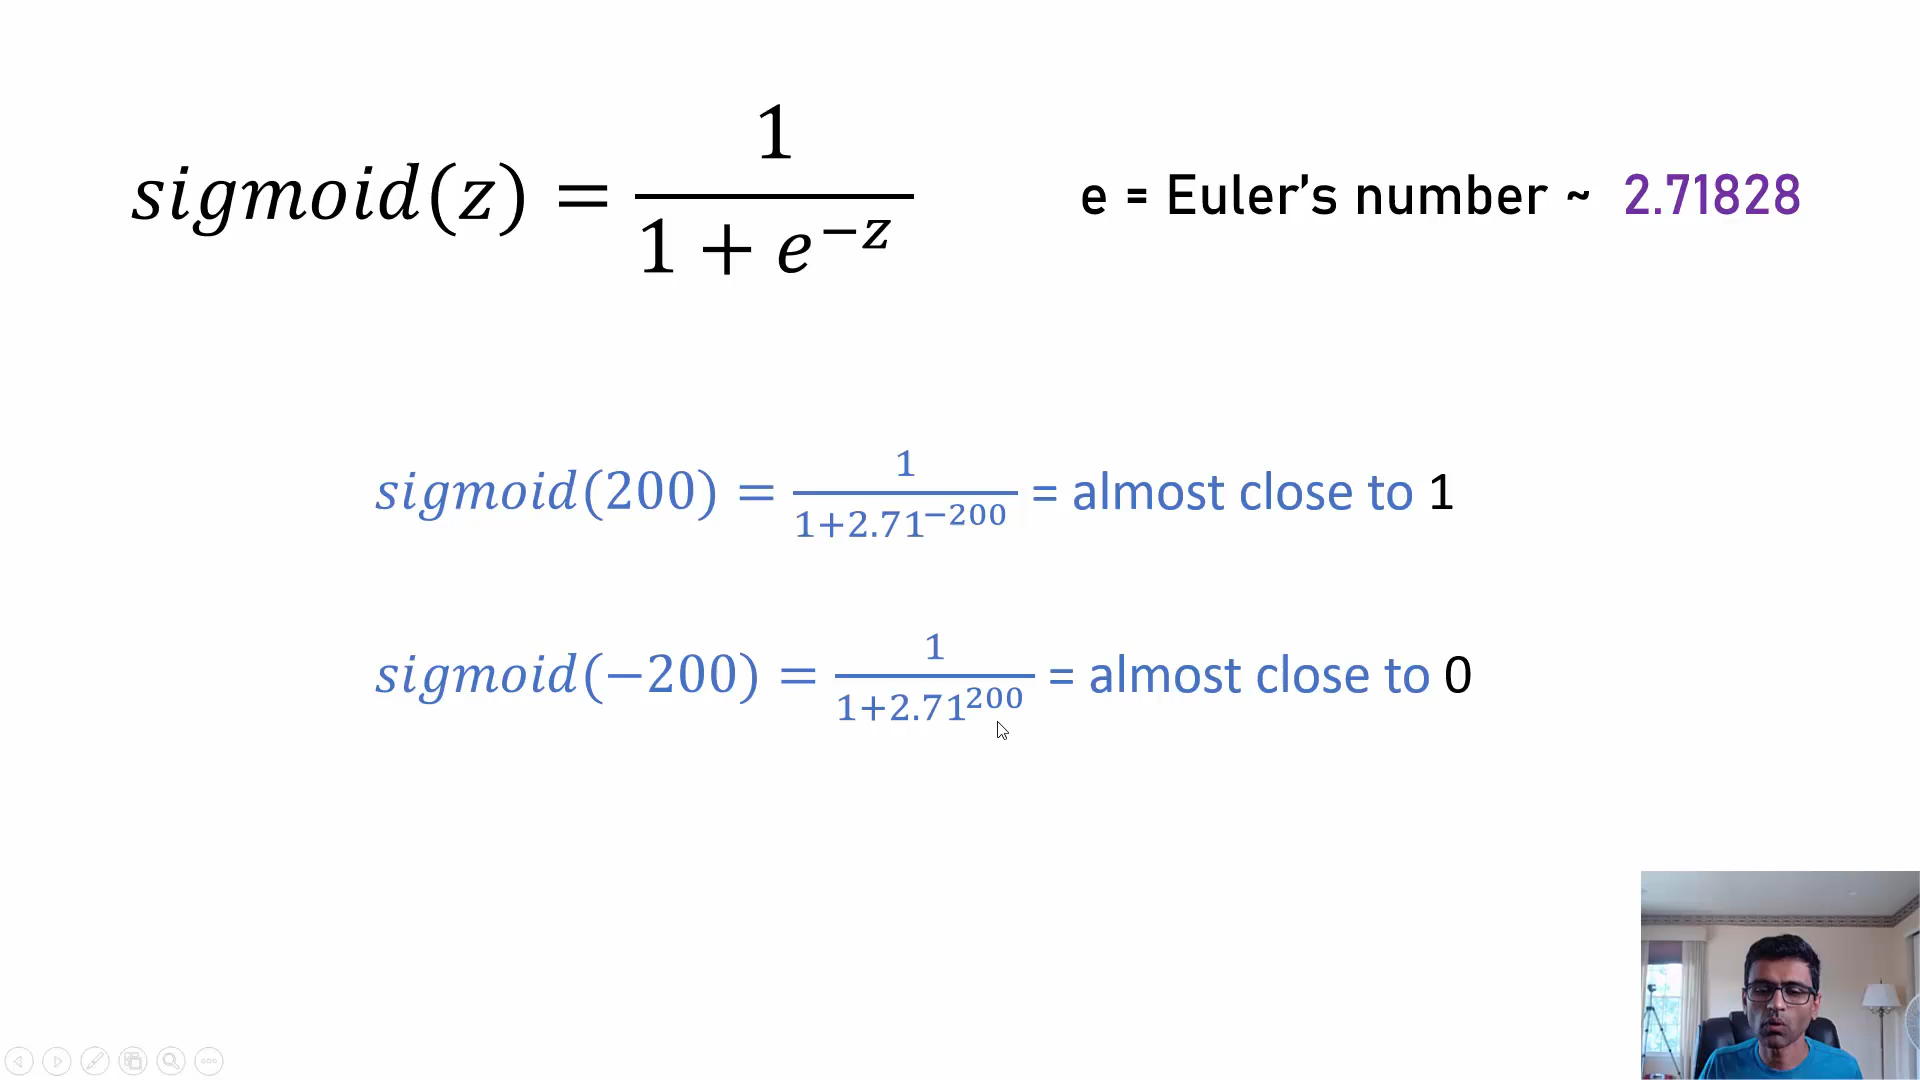 sigmoid(z) = 1 / (1 + e^{-z})
e = Euler's number ~ 2.71828
sigmoid(200) = 1 / (1+2.71^{-200}) = almost close to 1
sigmoid(−200) = 1 / (1+2.71^{200}) = almost close to 0